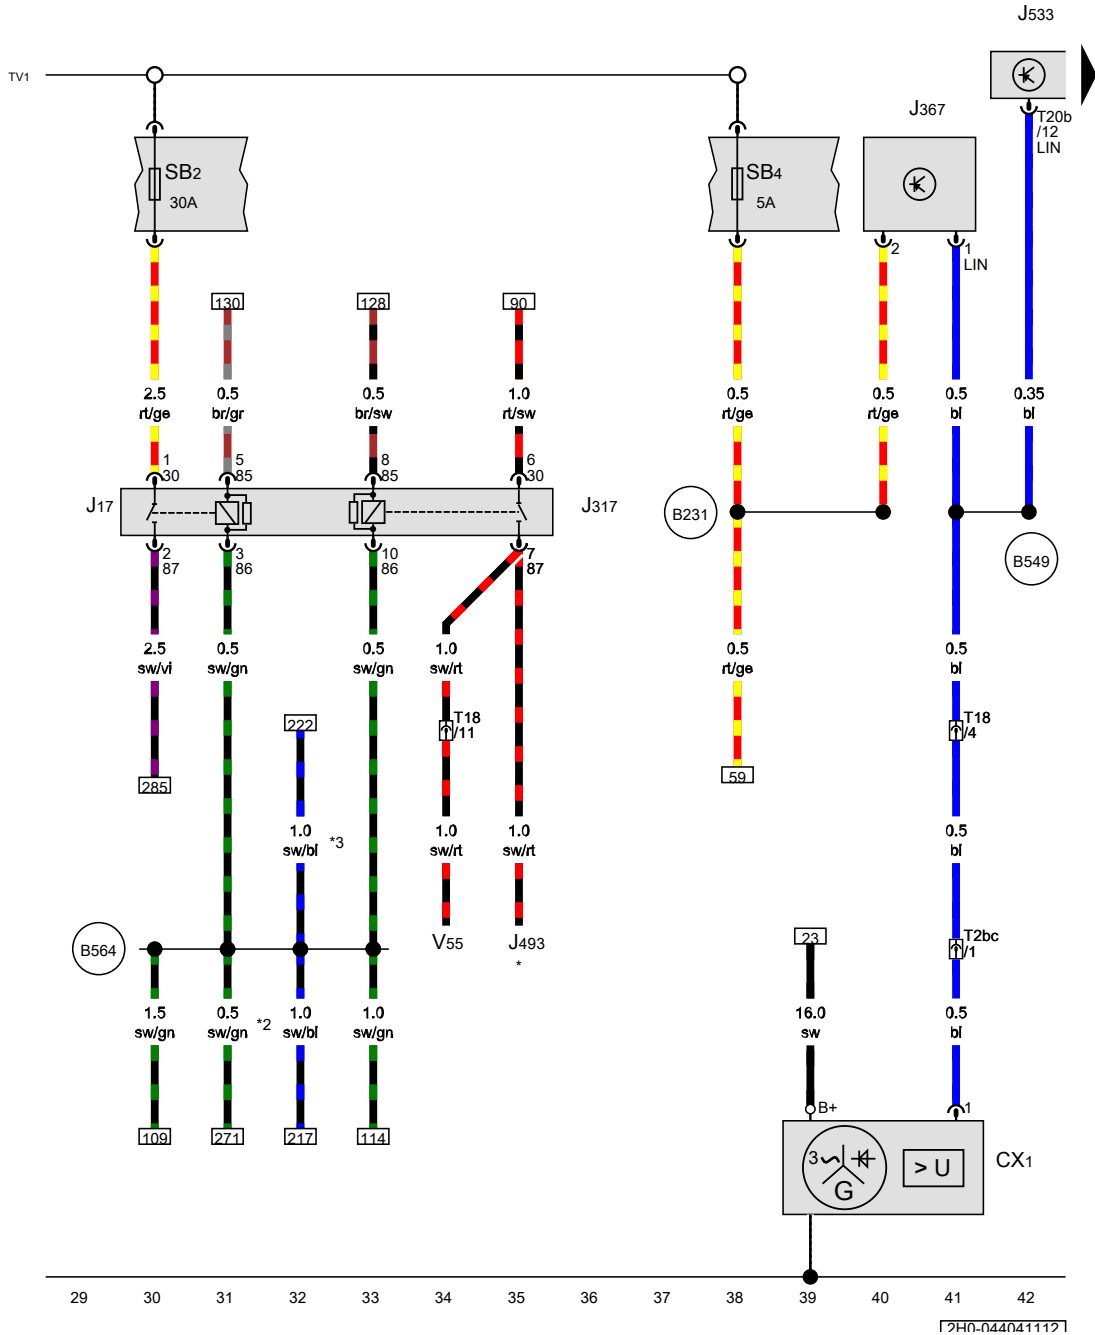 J533
TV1
T20b
/12
LIN
J367
SB2
30A
SB4
5A
2
1
LIN
130
128
90
2.5
rt/ge
0.5
br/gr
0.5
br/sw
1.0
rt/sw
0.5
rt/ge
0.5
rt/ge
0.5
bl
0.35
bl
1
30
5
85
8
85
6
30
J17
J317
B231
B549
2
87
3
86
10
86
7
87
2.5
sw/vi
0.5
sw/gn
0.5
sw/gn
1.0
sw/rt
0.5
rt/ge
0.5
bl
222
T18
/11
T18
/4
285
59
1.0
sw/bl
*3
1.0
sw/rt
1.0
sw/rt
0.5
bl
B564
V55
J493
*
23
T2bc
/1
1.5
sw/gn
0.5
sw/gn
*2
1.0
sw/bl
1.0
sw/gn
16.0
sw
0.5
bl
B+
1
109
271
217
114
3
G
> U
CX1
29 30 31 32 33 34 35 36 37 38 39 40 41 42
2H0-044041112